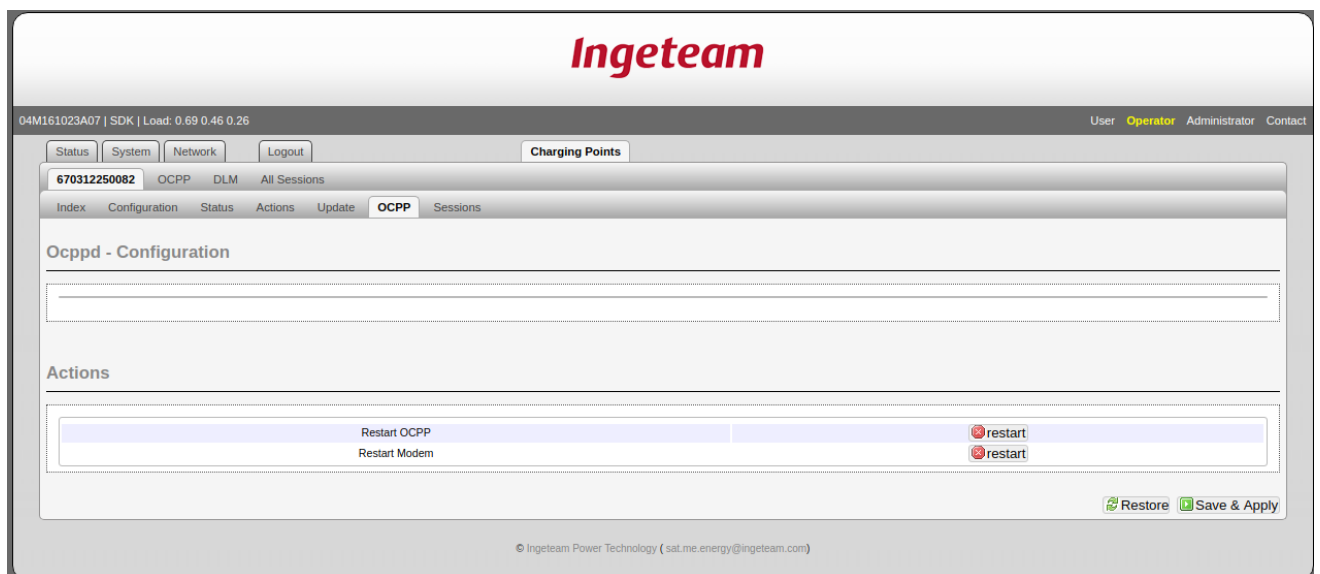 Ingeteam
04M161023A07 | SDK | Load: 0.69 0.46 0.26 User Operator Administrator Contact
Status System Network Logout Charging Points
670312250082 OCPP DLM All Sessions
Index Configuration Status Actions Update OCPP Sessions
Ocppd - Configuration
Actions
Restart OCPP restart
Restart Modem restart
Restore Save & Apply
© Ingeteam Power Technology ( sat.me.energy@ingeteam.com)